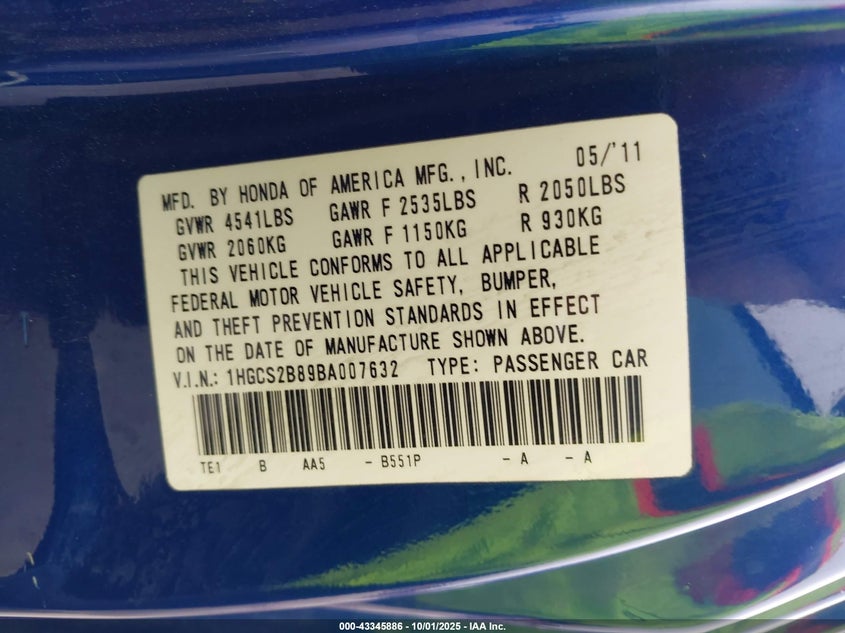 MFD. BY HONDA OF AMERICA MFG., INC. 05/'11
GVWR 4541LBS GAWR F 2535LBS R 2050LBS
GVWR 2060KG GAWR F 1150KG R 930KG
THIS VEHICLE CONFORMS TO ALL APPLICABLE
FEDERAL MOTOR VEHICLE SAFETY, BUMPER,
AND THEFT PREVENTION STANDARDS IN EFFECT
ON THE DATE OF MANUFACTURE SHOWN ABOVE.
V.I.N.: 1HGCS2B89BA007632 TYPE: PASSENGER CAR
TE1 B AA5 - B551P - A - A
000-43345886 - 10/01/2025 - IAA Inc.